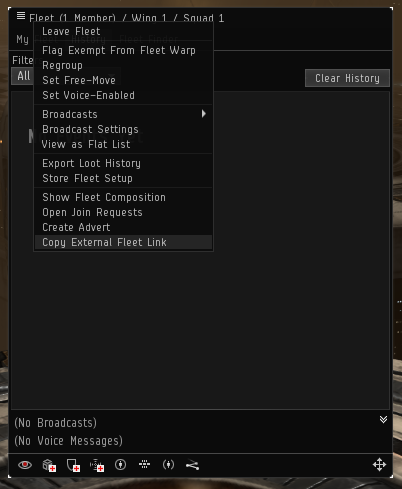 Fleet (1 Member) / Wing 1 / Squad 1
My
Leave Fleet
Flag Exempt From Fleet Warp
Filte
Regroup
All
Set Free-Move
Clear History
Set Voice-Enabled
Broadcasts
Broadcast Settings
View as Flat List
Export Loot History
Store Fleet Setup
Show Fleet Composition
Open Join Requests
Create Advert
Copy External Fleet Link
(No Broadcasts)
(No Voice Messages)